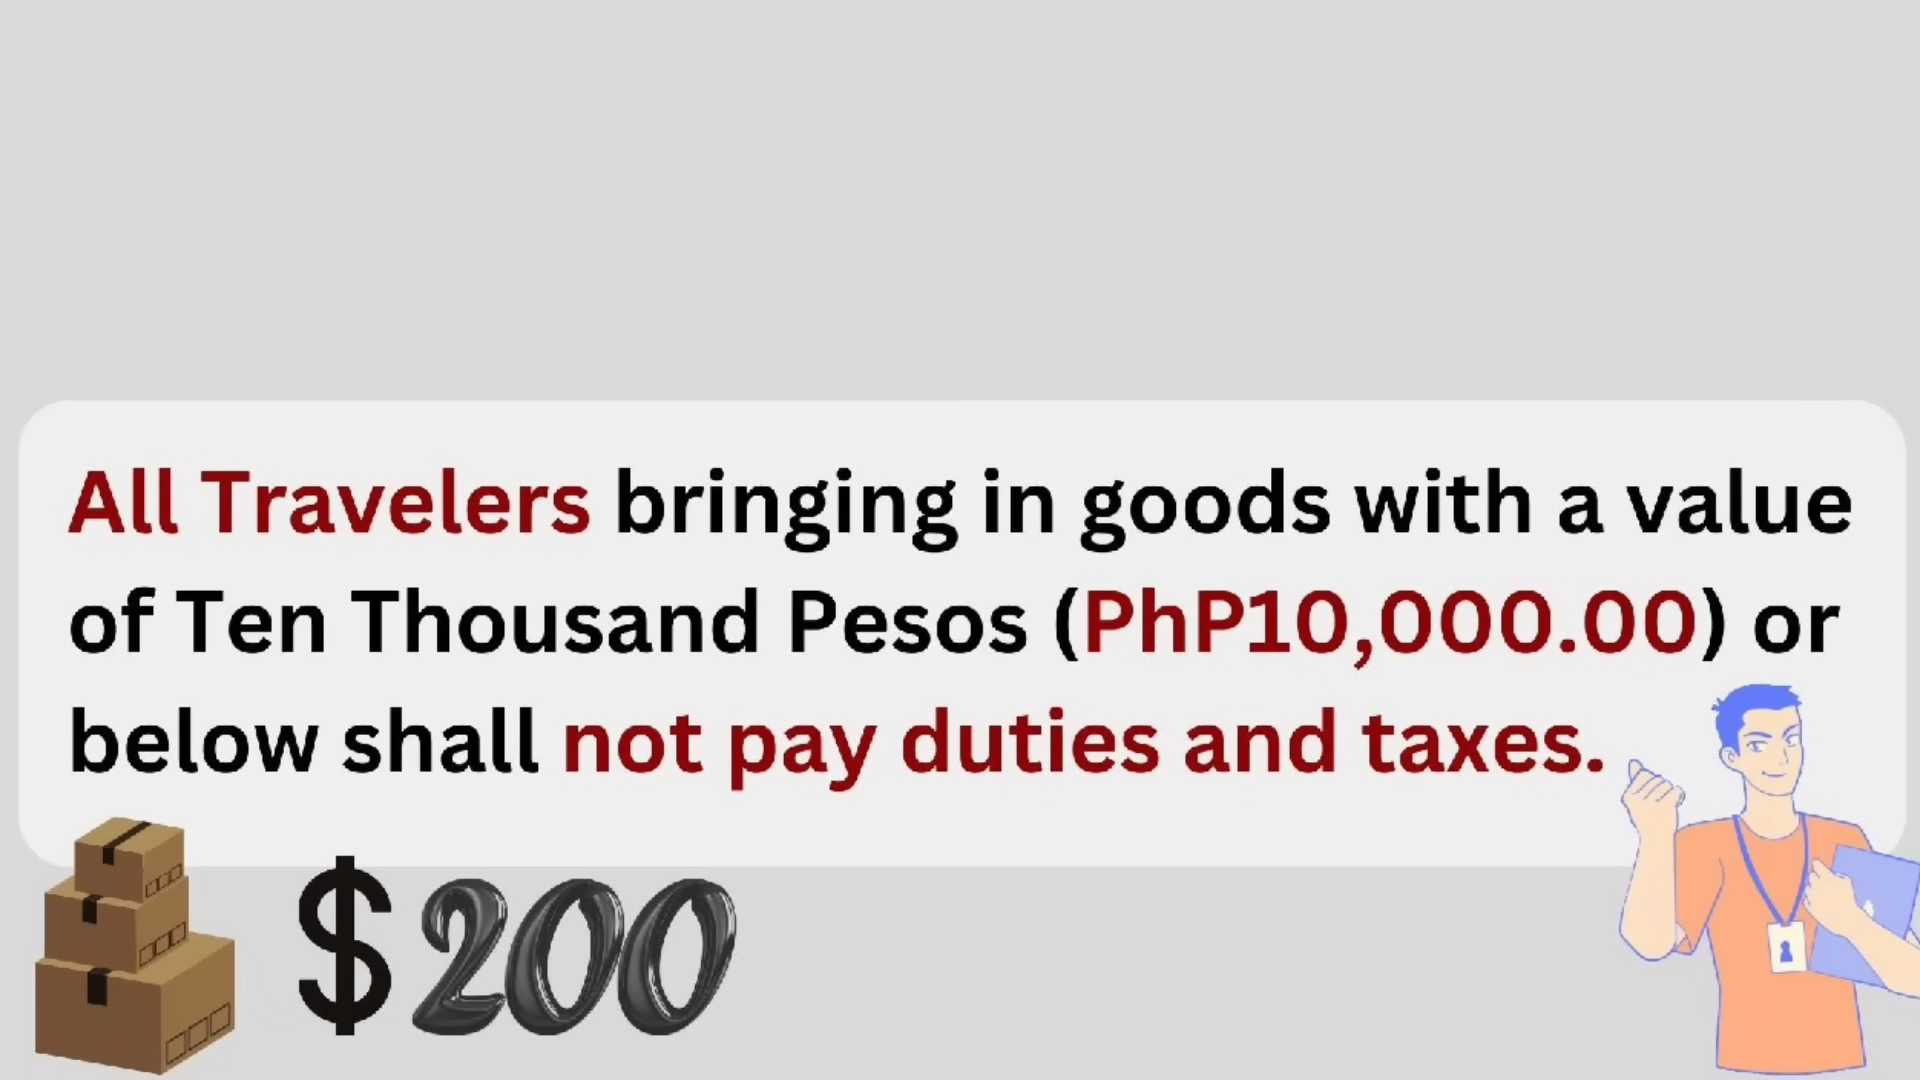 All Travelers bringing in goods with a value
of Ten Thousand Pesos (PhP10,000.00) or
below shall not pay duties and taxes.
$200